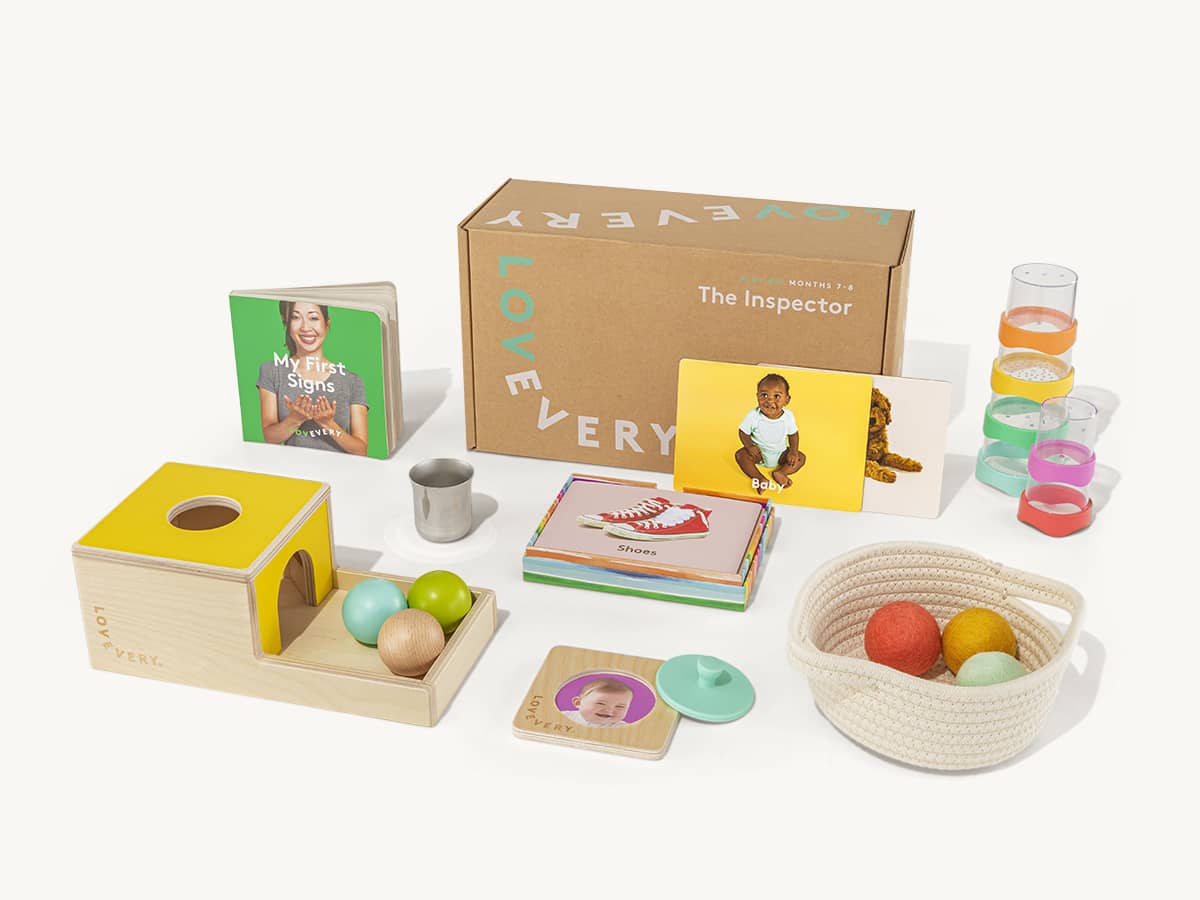 LOVEVERY
LOVEVERY
MONTHS 7-8
The Inspector
My First
Signs
LOVEVERY
Baby
Shoes
LOVEVERY
LOVEVERY